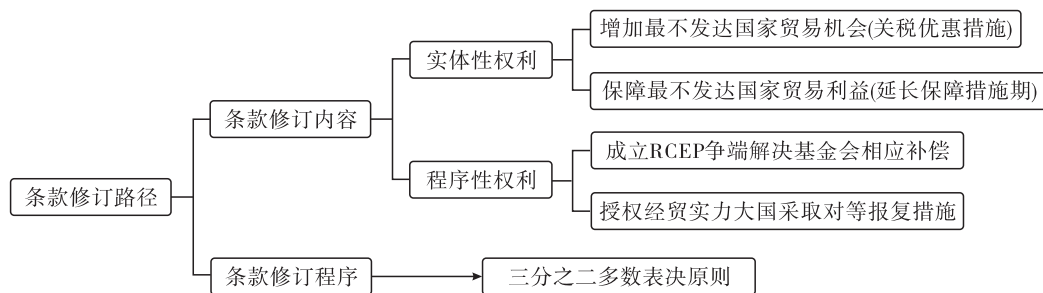 增加最不发达国家贸易机会(关税优惠措施)
实体性权利
保障最不发达国家贸易利益(延长保障措施期)
条款修订内容
成立RCEP争端解决基金会相应补偿
程序性权利
条款修订路径
授权经贸实力大国采取对等报复措施
条款修订程序
三分之二多数表决原则